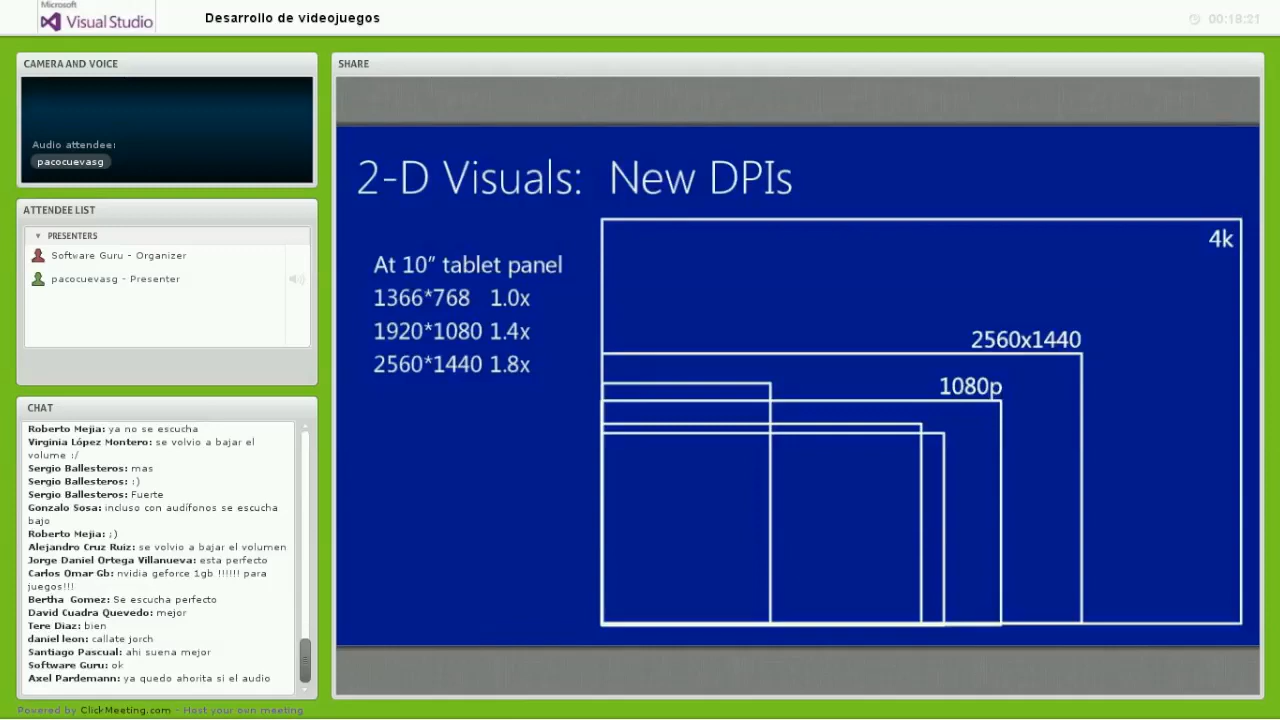 Microsoft
Visual Studio
Desarrollo de videojuegos
00:18:21
CAMERA AND VOICE
Audio attendee:
pacocuevasg
ATTENDEE LIST
PRESENTERS
Software Guru - Organizer
pacocuevasg - Presenter
CHAT
Roberto Mejia: ya no se escucha
Virginia López Montero: se volvio a bajar el
volume :/
Sergio Ballesteros: mas
Sergio Ballesteros: :)
Sergio Ballesteros: Fuerte
Gonzalo Sosa: incluso con audífonos se escucha
bajo
Roberto Mejia: ;)
Alejandro Cruz Ruiz: se volvio a bajar el volumen
Jorge Daniel Ortega Villanueva: esta perfecto
Carlos Omar Gb: nvidia geforce 1gb !!!!!! para
juegos!!!
Bertha Gomez: Se escucha perfecto
David Cuadra Quevedo: mejor
Tere Diaz: bien
daniel leon: callate jorch
Santiago Pascual: ahi suena mejor
Software Guru: ok
Axel Pardemann: ya quedo ahorita si el audio
SHARE
2-D Visuals: New DPIs
At 10” tablet panel
1366*768 1.0x
1920*1080 1.4x
2560*1440 1.8x
4k
2560x1440
1080p
Powered by ClickMeeting.com - Host your own meeting